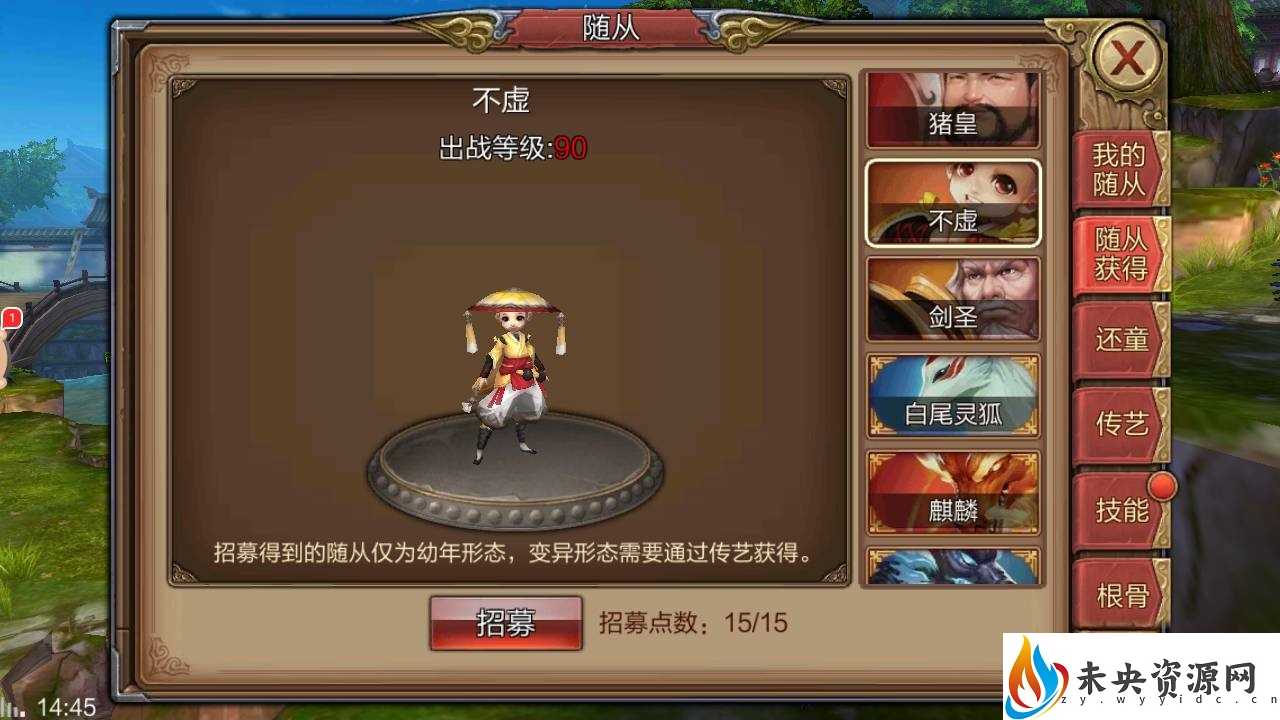 随从
不虚
出战等级:90
招募得到的随从仅为幼年形态，变异形态需要通过传艺获得。
招募
招募点数：15/15
猪皇
不虚
剑圣
白尾灵狐
麒麟
X
我的
随从
随从
获得
还童
传艺
技能
根骨
1
14:45
未央资源网
zy.wyyidc.cn